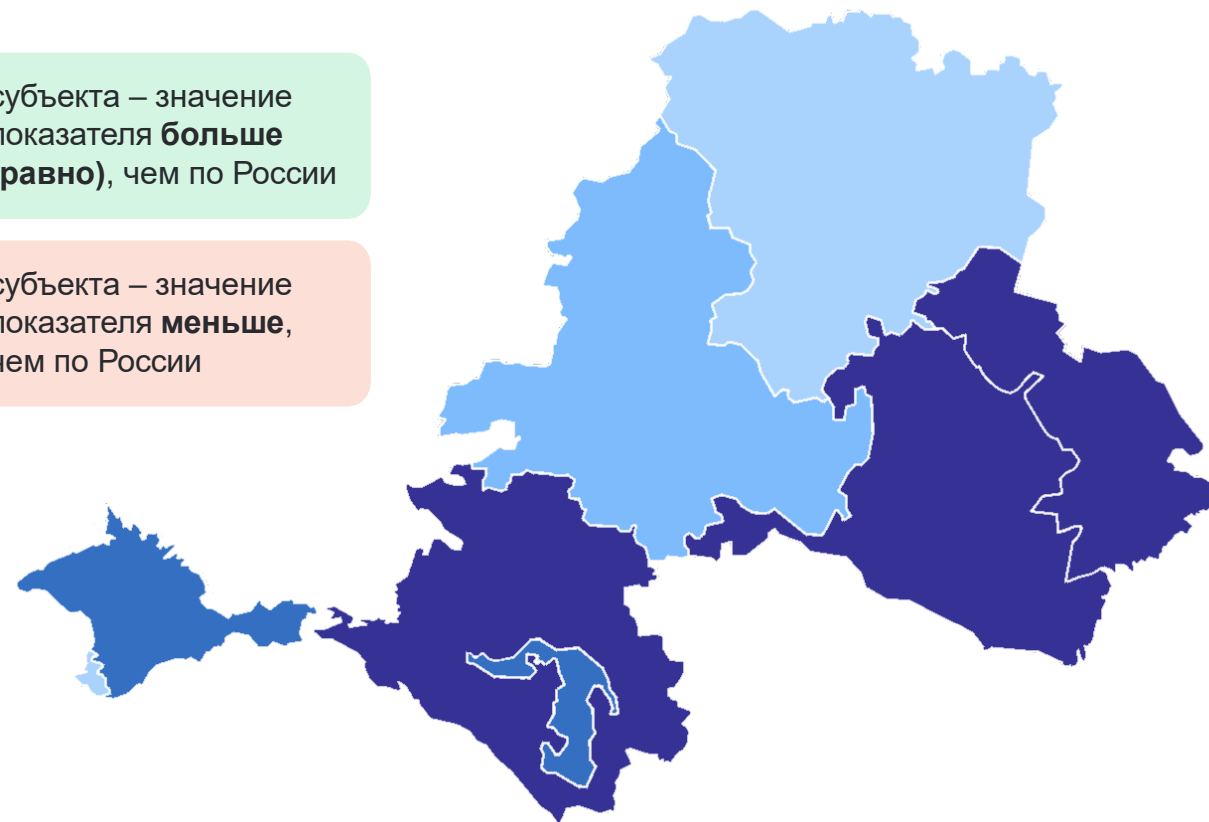 субъекта – значение
показателя больше
равно), чем по России
субъекта – значение
показателя меньше,
чем по России